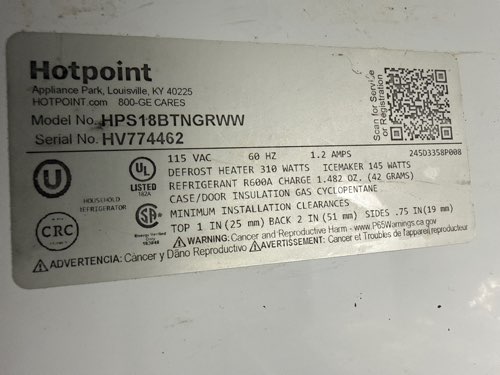 Hotpoint
Appliance Park, Louisville, KY 40225
HOTPOINT.com 800-GE CARES
Model No. HPS18BTNGRWW
Serial No. HV774462
Scan for Service
or Registration
115 VAC 60 HZ 1.2 AMPS 245D3358P008
DEFROST HEATER 310 WATTS ICEMAKER 145 WATTS
REFRIGERANT R600A CHARGE 1.482 OZ. (42 GRAMS)
CASE/DOOR INSULATION GAS CYCLOPENTANE
MINIMUM INSTALLATION CLEARANCES
TOP 1 IN (25 mm) BACK 2 IN (51 mm) SIDES .75 IN (19 mm)
U
UL
LISTED
182A
HOUSEHOLD
REFRIGERATOR
CRC
Energy Verified
WARNING: Cancer and Reproductive Harm - www.P65Warnings.ca.gov
ADVERTENCIA: Cáncer y Daño Reproductivo AVERTISSEMENT: Cancer et Troubles de l'appareil reproducteur